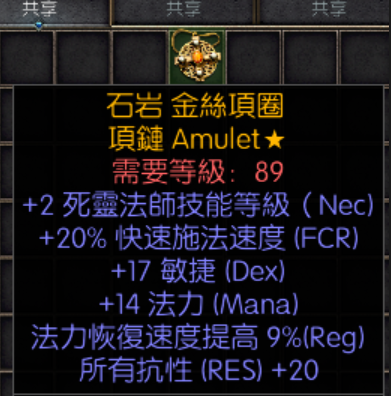 共享 共享 共享
石岩 金絲項圈
項鏈 Amulet★
需要等級: 89
+2 死靈法師技能等級 (Nec)
+20% 快速施法速度 (FCR)
+17 敏捷 (Dex)
+14 法力 (Mana)
法力恢復速度提高 9%(Reg)
所有抗性 (RES) +20